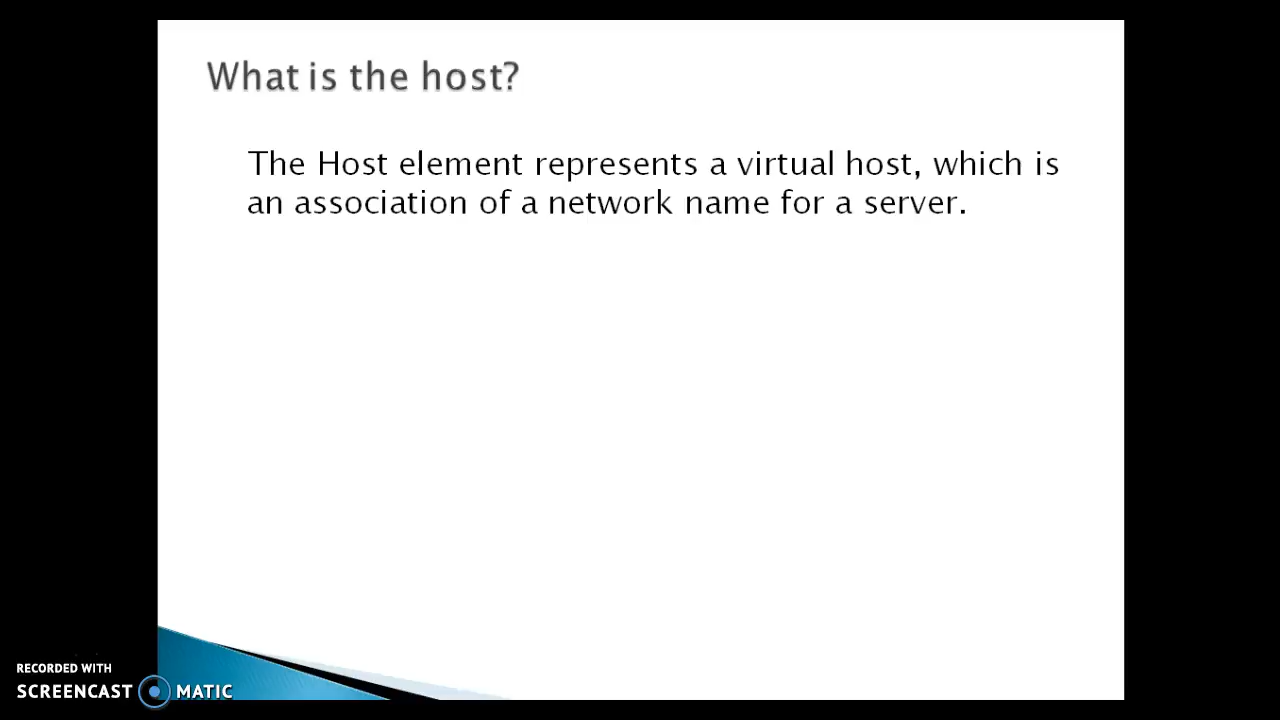 What is the host?
The Host element represents a virtual host, which is
an association of a network name for a server.
RECORDED WITH
SCREENCAST MATIC